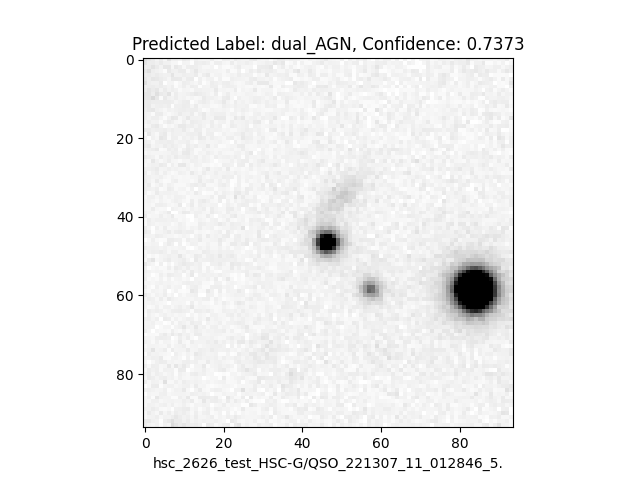 Predicted Label: dual_AGN, Confidence: 0.7373
0
20
40
60
80
0 20 40 60 80
hsc_2626_test_HSC-G/QSO_221307_11_012846_5.